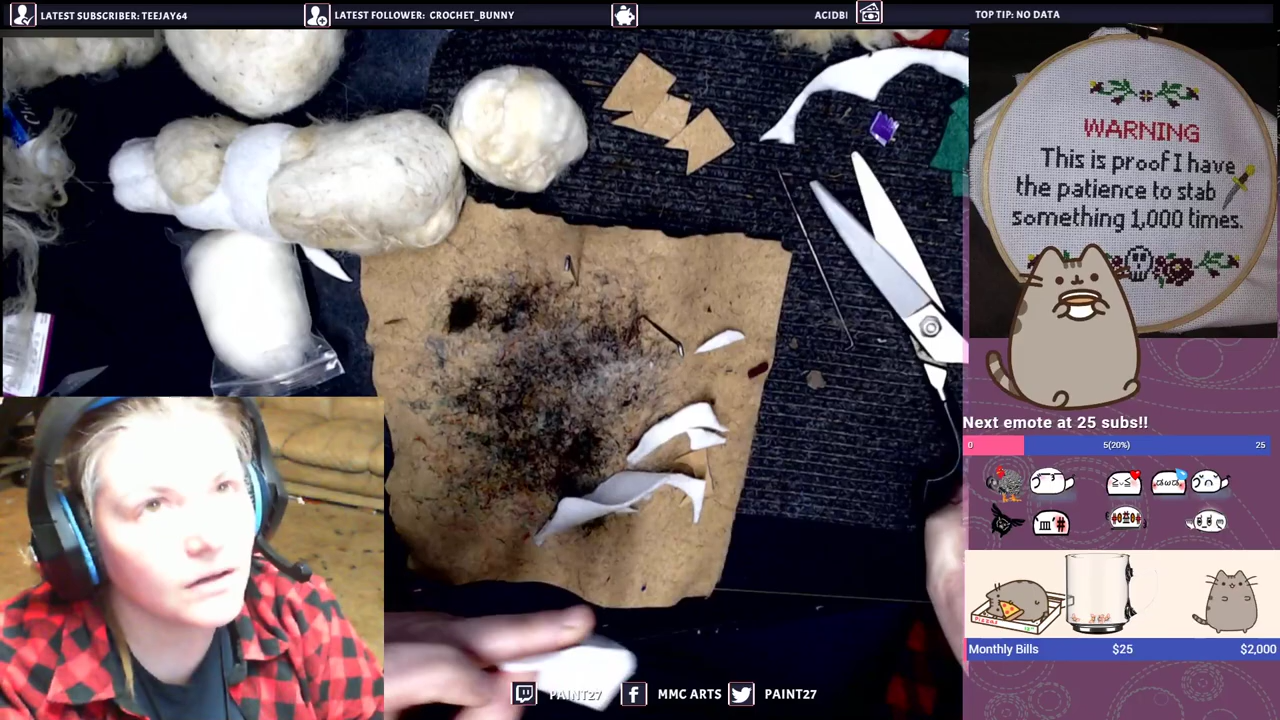 LATEST SUBSCRIBER: TEEJAY64
LATEST FOLLOWER: CROCHET_BUNNY
ACIDBI
TOP TIP: NO DATA
WARNING
This is proof I have
the patience to stab
something 1,000 times.
Next emote at 25 subs!!
0 5(20%) 25
Monthly Bills $25 $2,000
PAINT27 MMC ARTS PAINT27